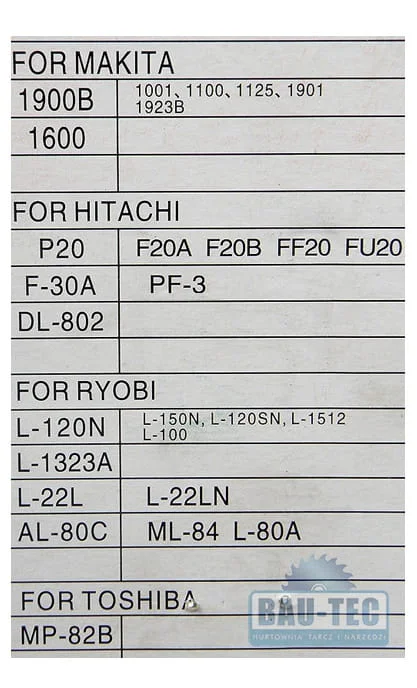 FOR MAKITA
1900B 1001、1100、1125、1901
1923B
1600
FOR HITACHI
P20 F20A F20B FF20 FU20
F-30A PF-3
DL-802
FOR RYOBI
L-120N L-150N, L-120SN, L-1512
L-100
L-1323A
L-22L L-22LN
AL-80C ML-84 L-80A
FOR TOSHIBA
MP-82B
BAU-TEC
HURTOWNIA TARCZ I NARZĘDZI